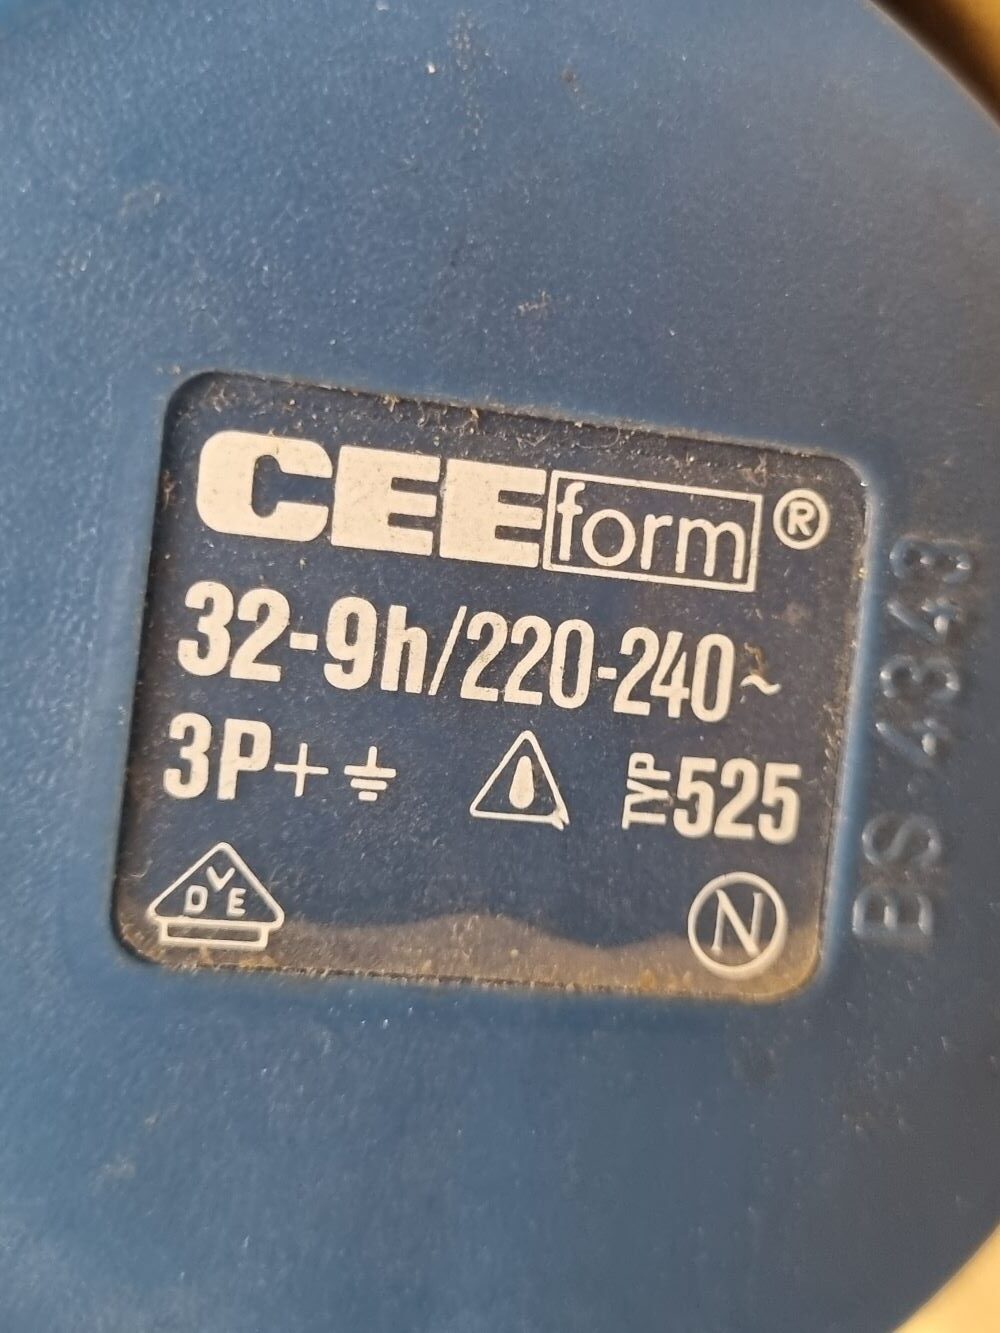 CEEform®
32-9h/220-240~
3P+⏚ TYP 525
DVE
N
BS 4343